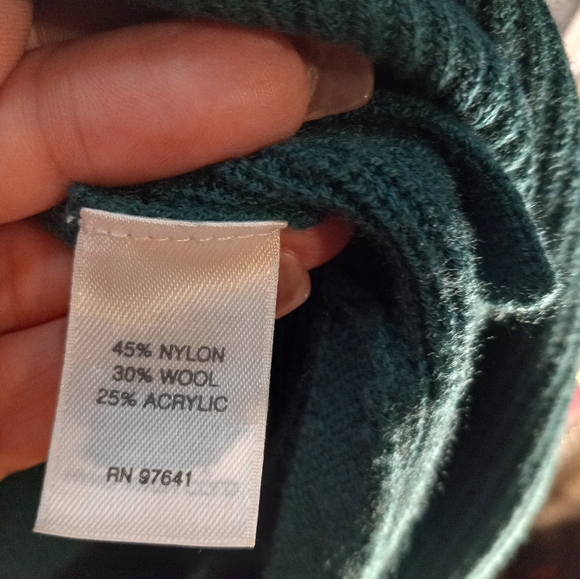 45% NYLON
30% WOOL
25% ACRYLIC
RN 97641